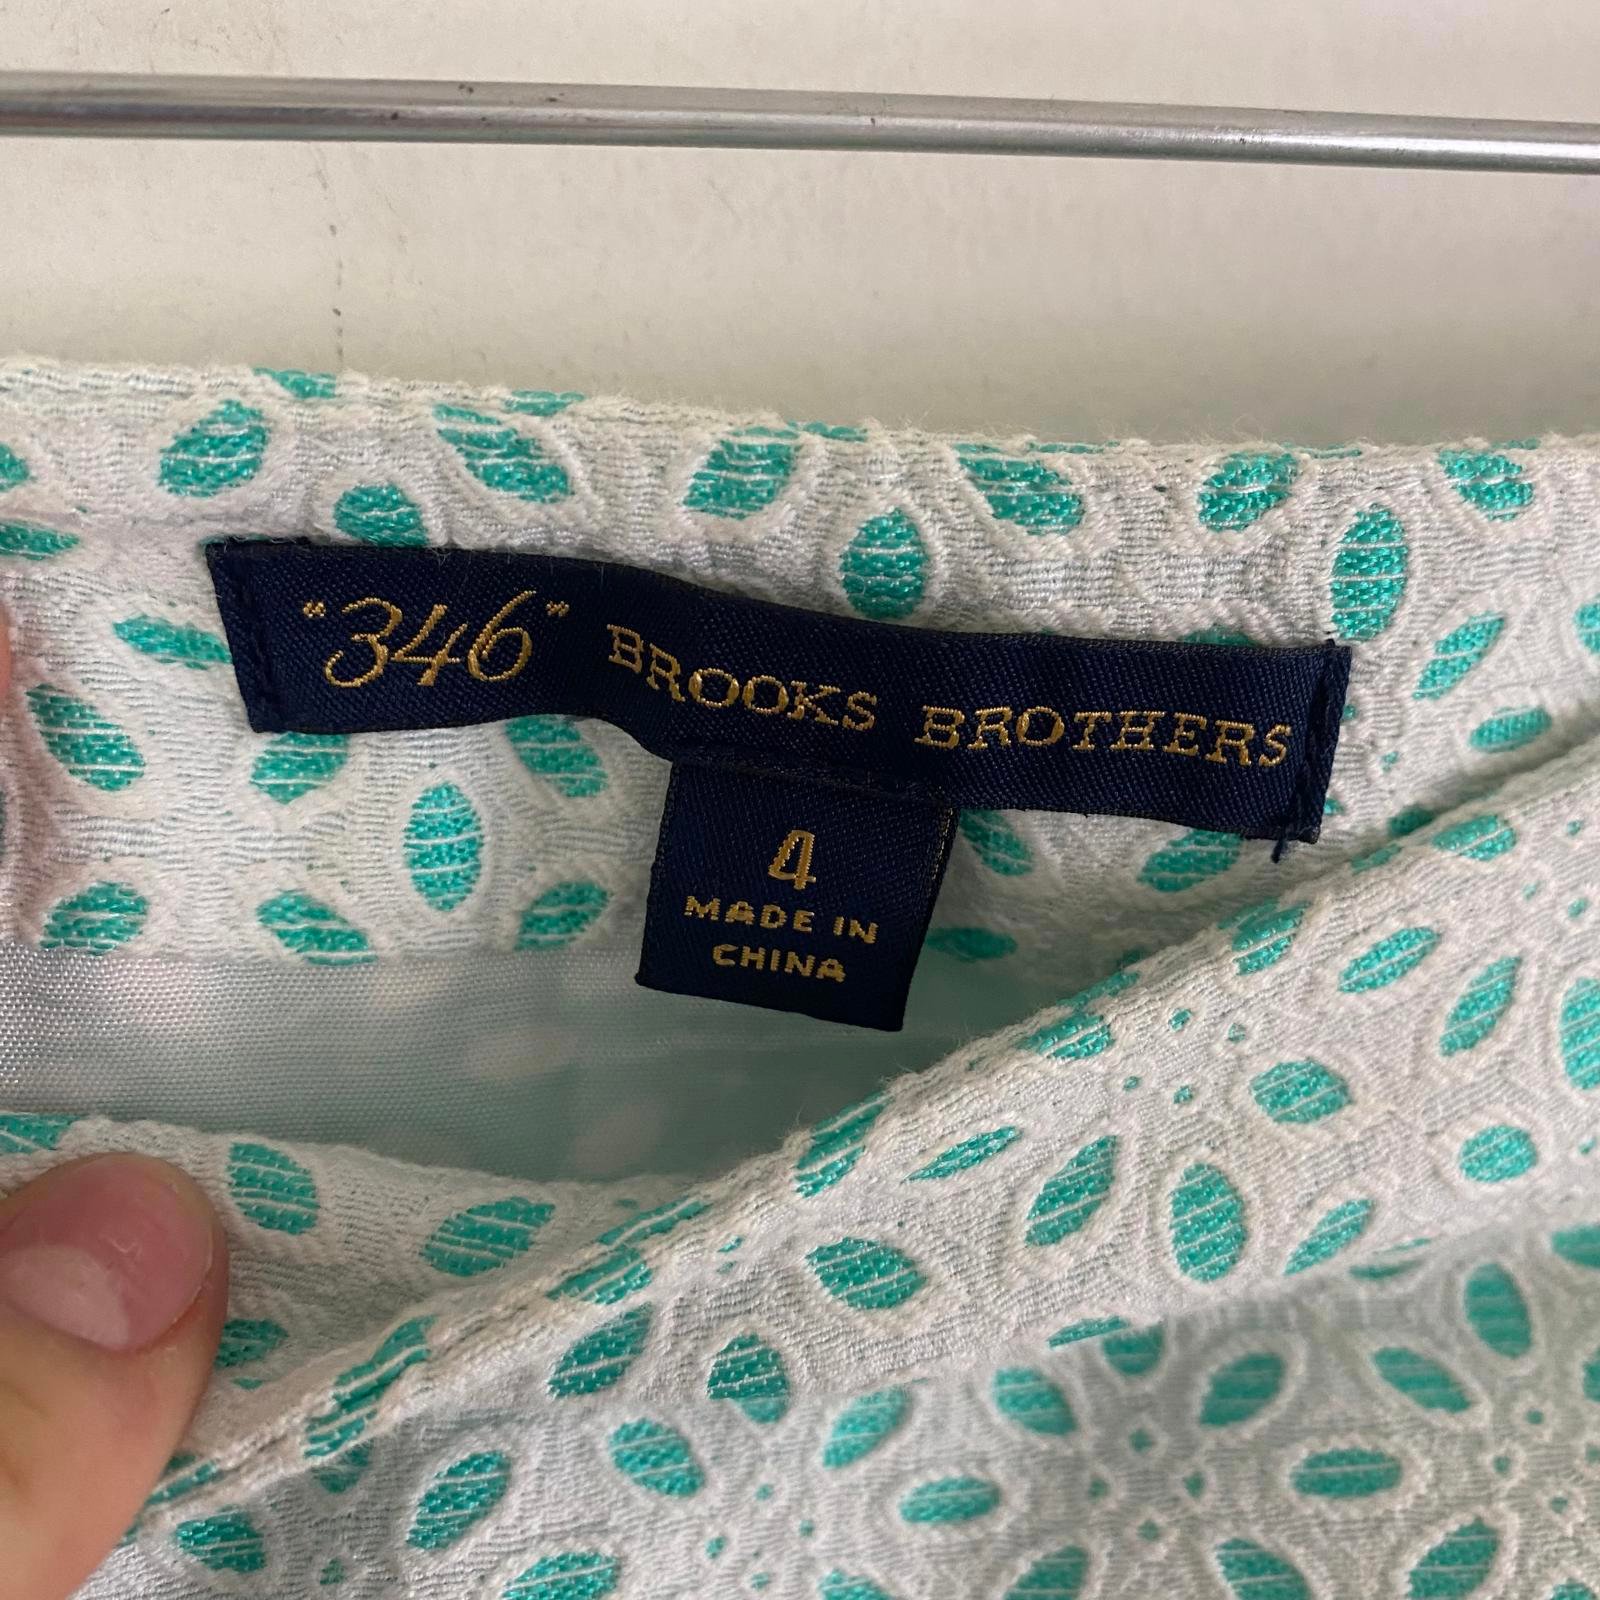 "346" BROOKS BROTHERS
4
MADE IN
CHINA